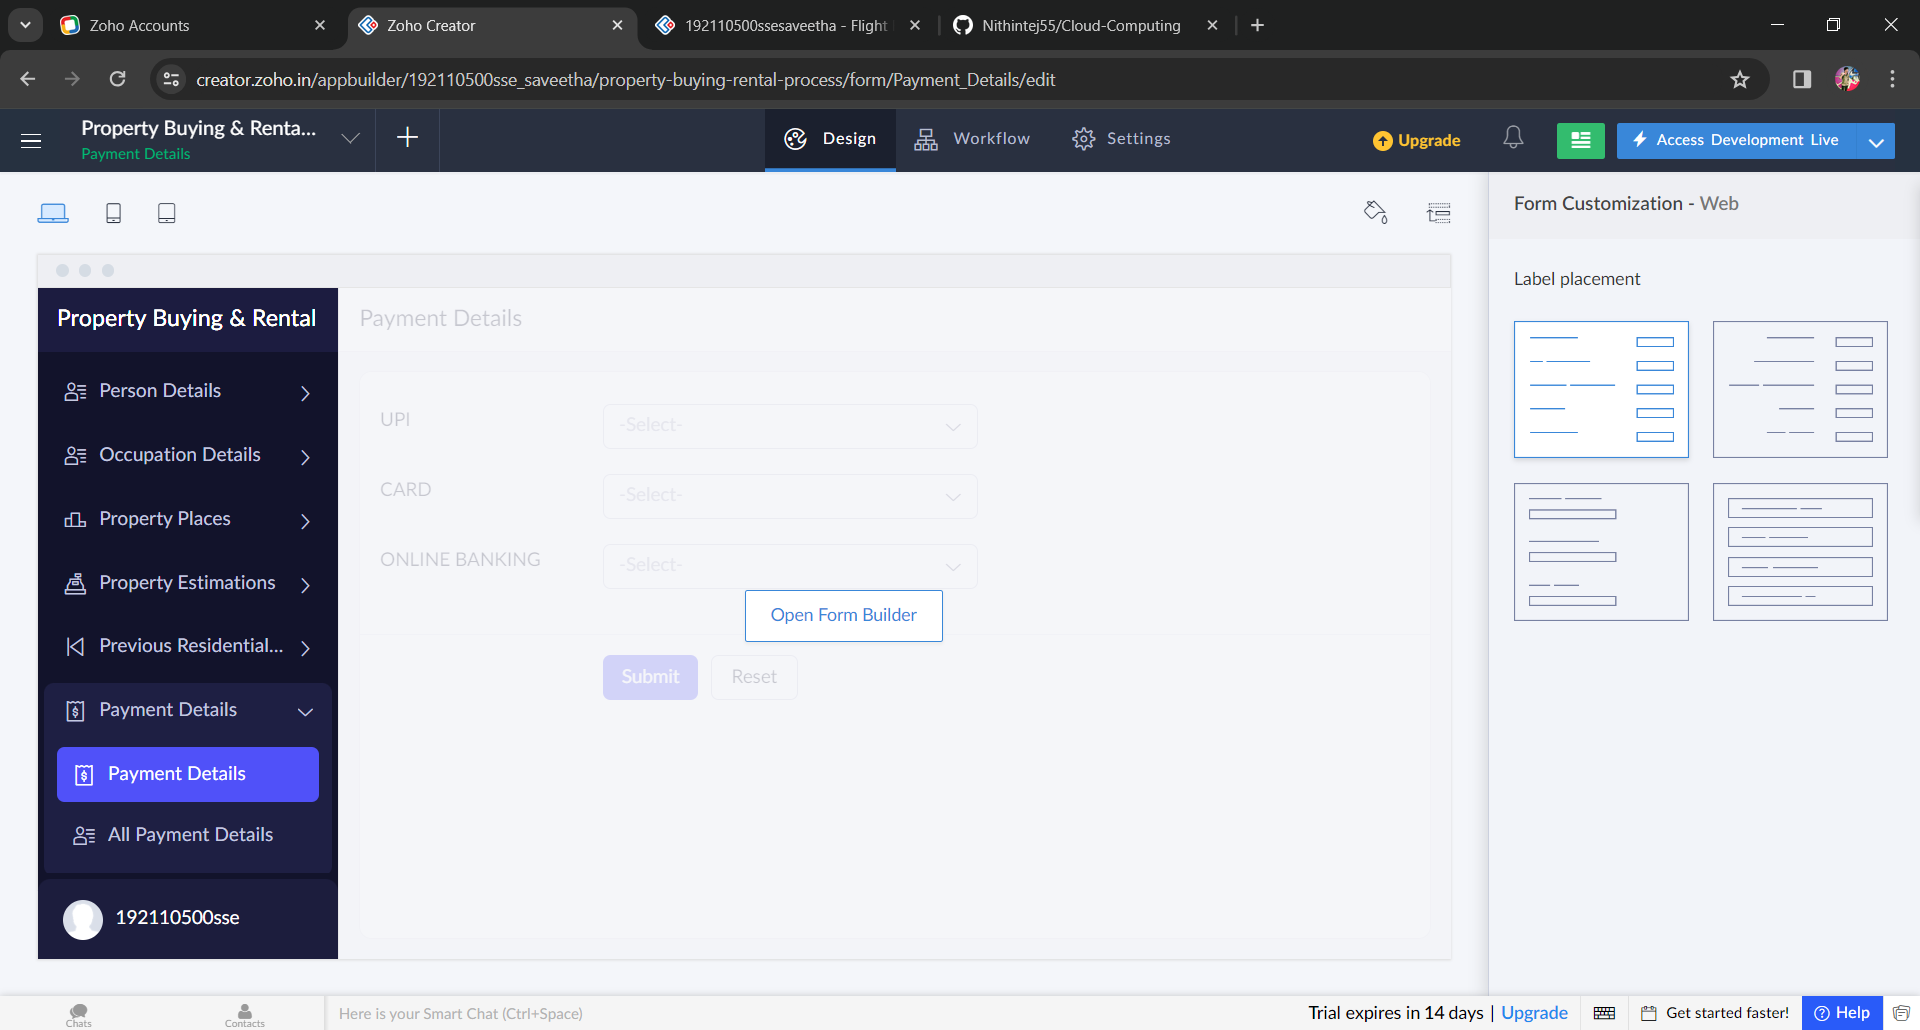 Zoho Accounts
Zoho Creator
192110500ssesaveetha - Flight
Nithintej55/Cloud-Computing
creator.zoho.in/appbuilder/192110500sse_saveetha/property-buying-rental-process/form/Payment_Details/edit
Property Buying & Renta...
Payment Details
Design
Workflow
Settings
Upgrade
Access Development Live
Form Customization - Web
Label placement
Property Buying & Rental
Person Details
Occupation Details
Property Places
Property Estimations
Previous Residential...
Payment Details
Payment Details
All Payment Details
192110500sse
Payment Details
UPI
-Select-
CARD
-Select-
ONLINE BANKING
-Select-
Open Form Builder
Submit
Reset
Chats
Contacts
Here is your Smart Chat (Ctrl+Space)
Trial expires in 14 days | Upgrade
Get started faster!
Help